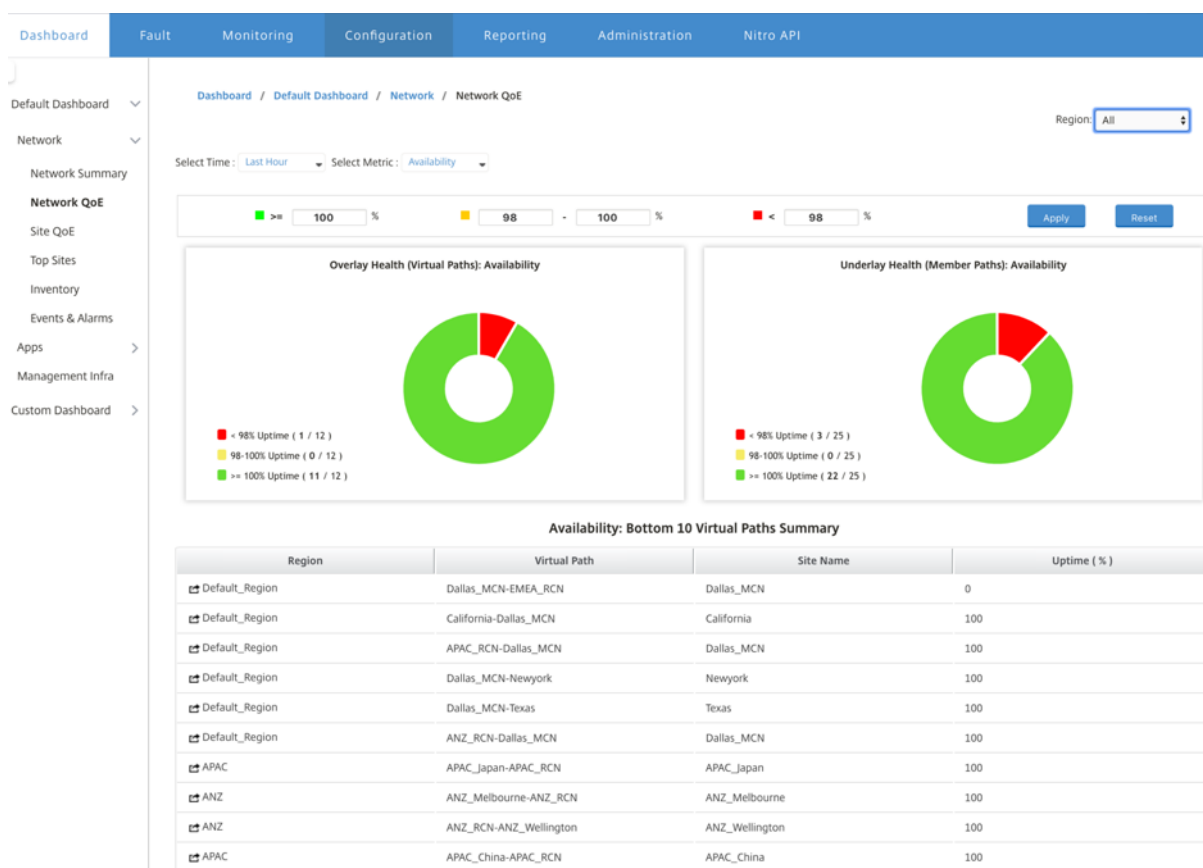 Dashboard Fault Monitoring Configuration Reporting Administration Nitro API
Default Dashboard
Network
Network Summary
Network QoE
Site QoE
Top Sites
Inventory
Events & Alarms
Apps
Management Infra
Custom Dashboard
Dashboard / Default Dashboard / Network / Network QoE
Region: All
Select Time : Last Hour Select Metric : Availability
>= 100 % 98 - 100 % < 98 % Apply Reset
Overlay Health (Virtual Paths): Availability
< 98% Uptime ( 1 / 12 )
98-100% Uptime ( 0 / 12 )
>= 100% Uptime ( 11 / 12 )
Underlay Health (Member Paths): Availability
< 98% Uptime ( 3 / 25 )
98-100% Uptime ( 0 / 25 )
>= 100% Uptime ( 22 / 25 )
Availability: Bottom 10 Virtual Paths Summary
Region Virtual Path Site Name Uptime ( % )
Default_Region Dallas_MCN-EMEA_RCN Dallas_MCN 0
Default_Region California-Dallas_MCN California 100
Default_Region APAC_RCN-Dallas_MCN Dallas_MCN 100
Default_Region Dallas_MCN-Newyork Newyork 100
Default_Region Dallas_MCN-Texas Texas 100
Default_Region ANZ_RCN-Dallas_MCN Dallas_MCN 100
APAC APAC_Japan-APAC_RCN APAC_Japan 100
ANZ ANZ_Melbourne-ANZ_RCN ANZ_Melbourne 100
ANZ ANZ_RCN-ANZ_Wellington ANZ_Wellington 100
APAC APAC_China-APAC_RCN APAC_China 100